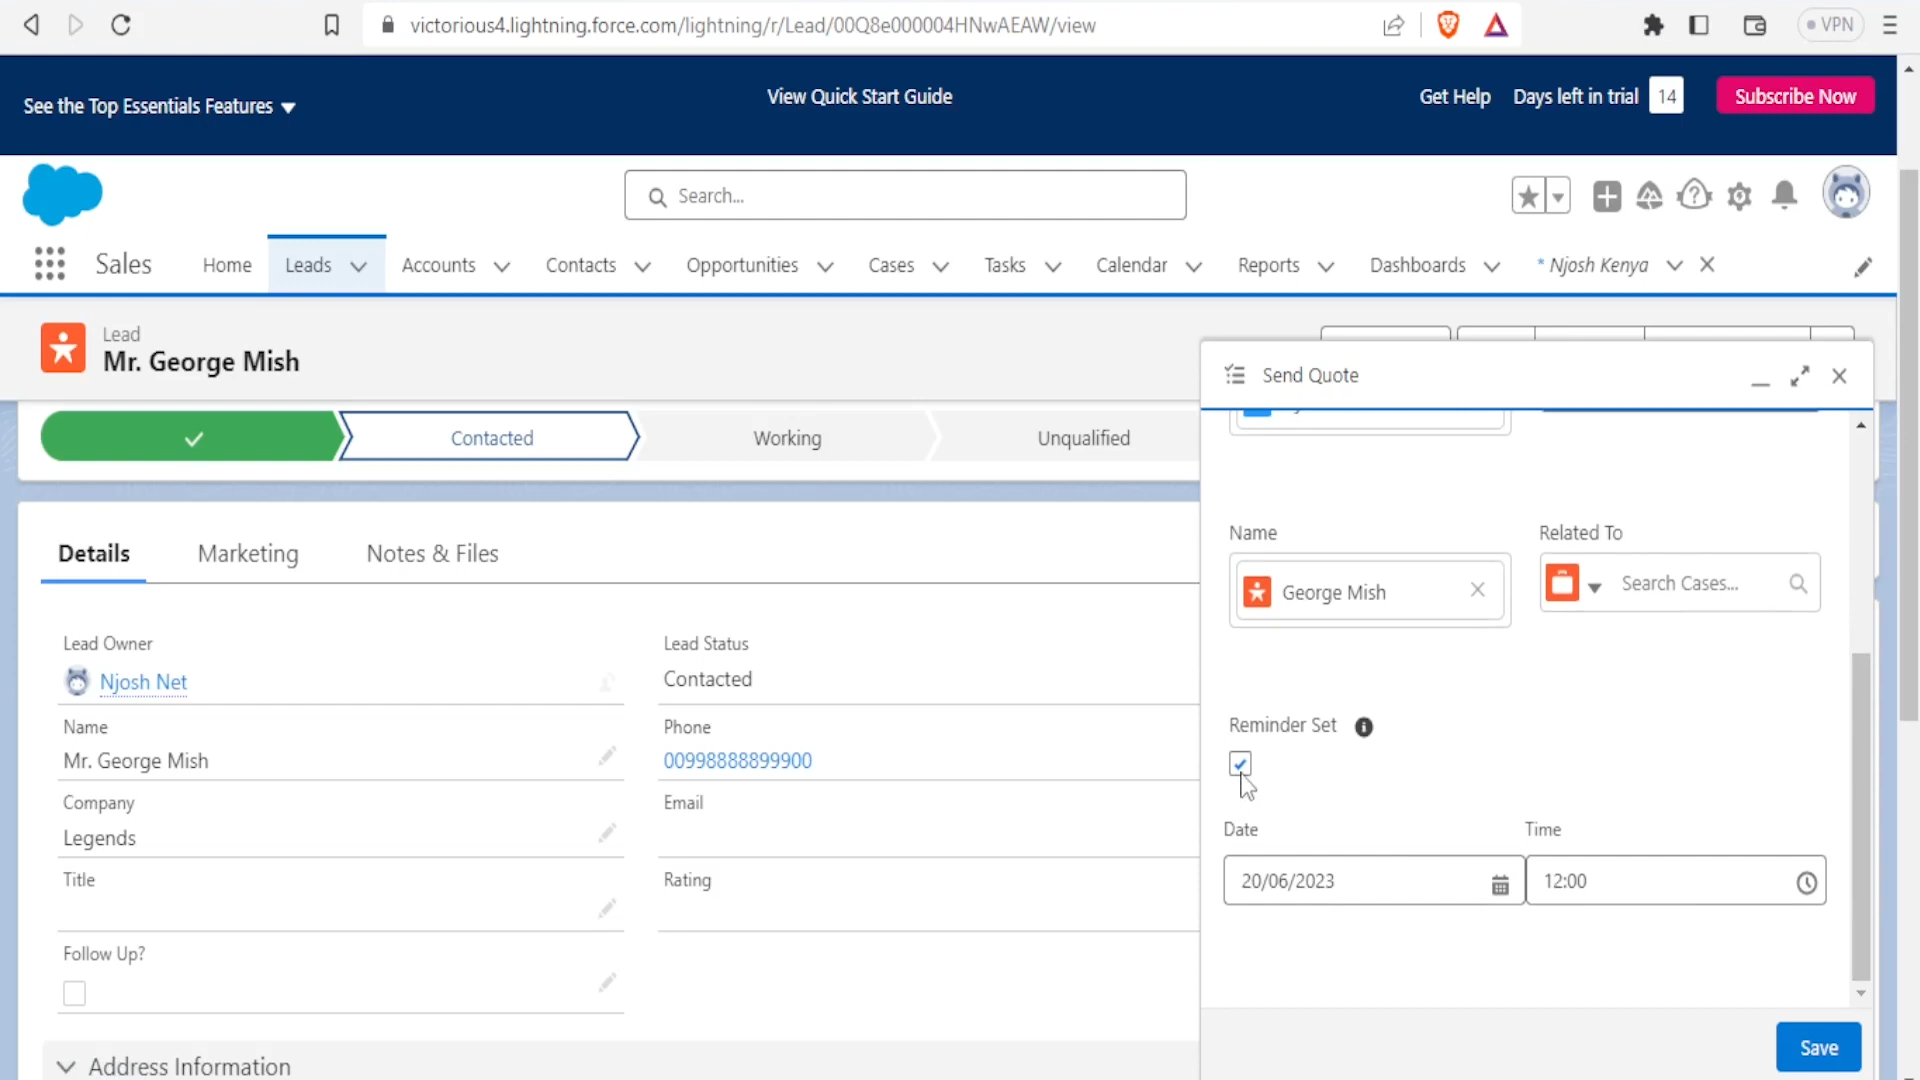 victorious4.lightning.force.com/lightning/r/Lead/00Q8e000004HNwAEAW/view
VPN
See the Top Essentials Features
View Quick Start Guide
Get Help
Days left in trial 14
Subscribe Now
Search...
Sales
Home
Leads
Accounts
Contacts
Opportunities
Cases
Tasks
Calendar
Reports
Dashboards
* Njosh Kenya
Lead
Mr. George Mish
Contacted
Working
Unqualified
Details
Marketing
Notes & Files
Lead Owner
Njosh Net
Name
Mr. George Mish
Company
Legends
Title
Follow Up?
Lead Status
Contacted
Phone
00998888899900
Email
Rating
Address Information
Send Quote
Name
George Mish
Related To
Search Cases...
Reminder Set
Date
20/06/2023
Time
12:00
Save